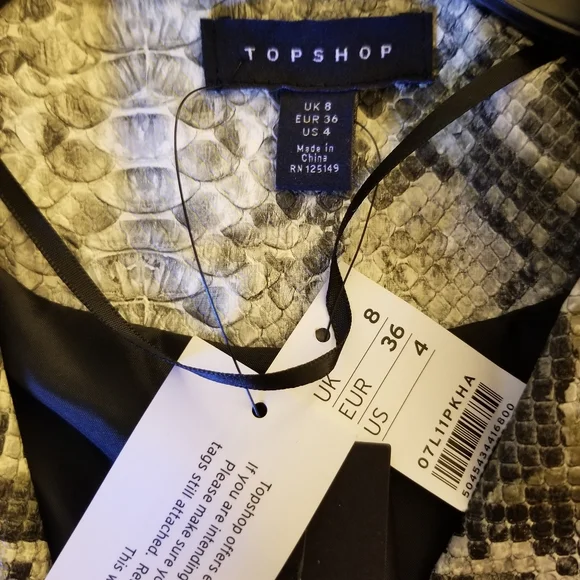 TOPSHOP
UK 8
EUR 36
US 4
Made in
China
RN 125149
UK 8
EUR 36
US 4
07L11PKHA
5045434416800
Topshop offers
If you are intending
Please make sure
tags still attached.
This